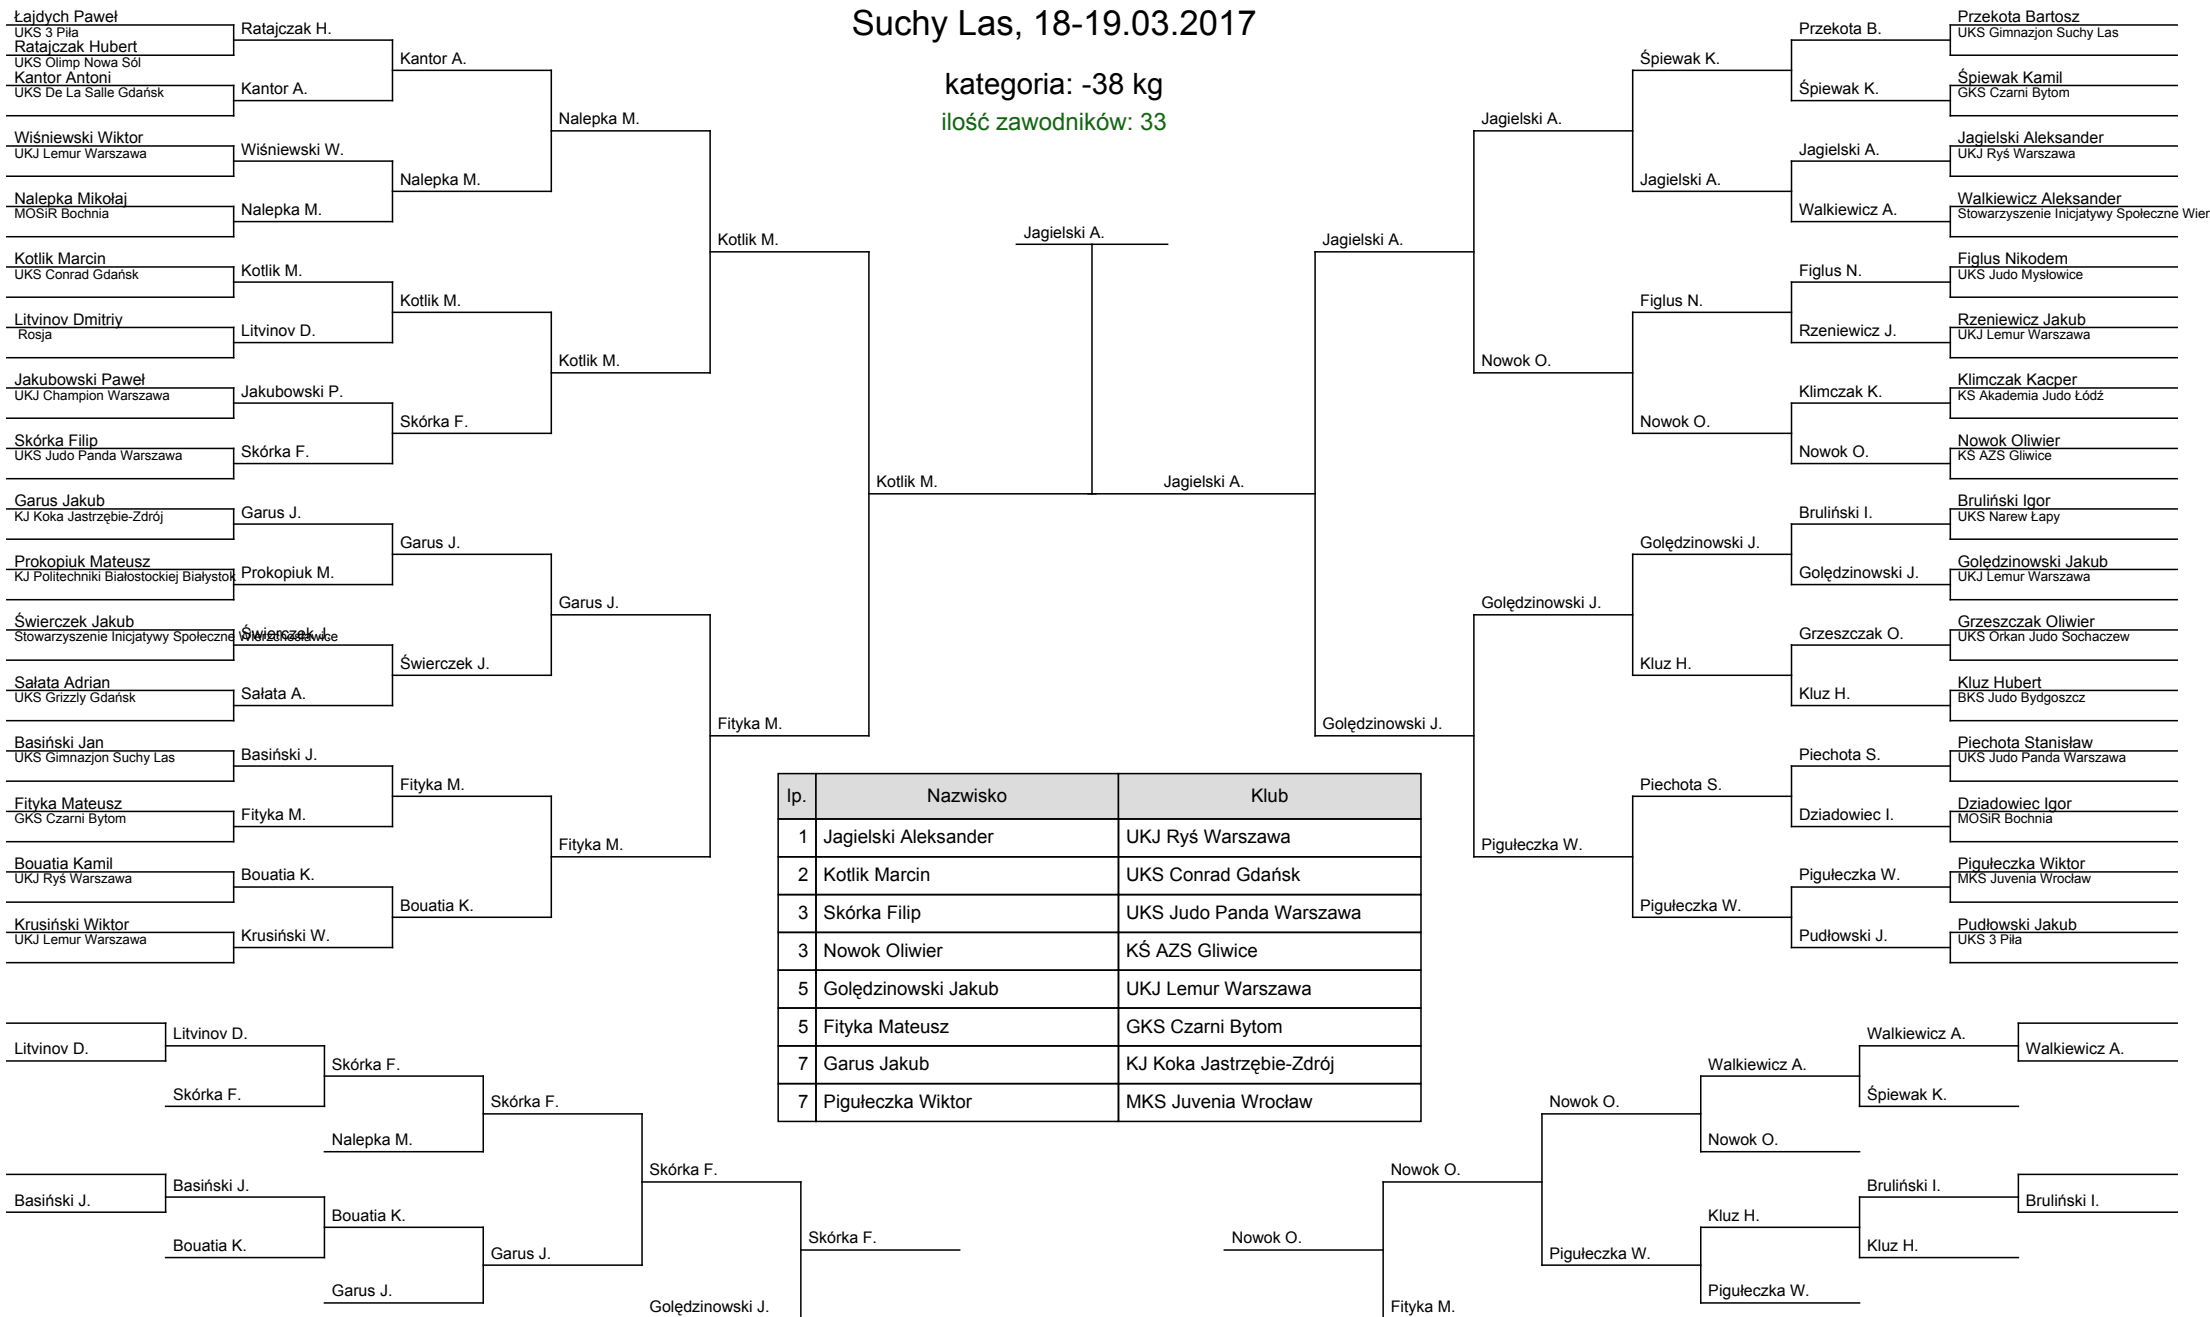 Suchy Las, 18-19.03.2017
kategoria: -38 kg
ilość zawodników: 33
Łajdych Paweł
UKS 3 Piła
Ratajczak Hubert
UKS Olimp Nowa Sól
Kantor Antoni
UKS De La Salle Gdańsk
Wiśniewski Wiktor
UKJ Lemur Warszawa
Nalepka Mikołaj
MOSiR Bochnia
Kotlik Marcin
UKS Conrad Gdańsk
Litvinov Dmitriy
Rosja
Jakubowski Paweł
UKJ Champion Warszawa
Skórka Filip
UKS Judo Panda Warszawa
Garus Jakub
KJ Koka Jastrzębie-Zdrój
Prokopiuk Mateusz
KJ Politechniki Białostockiej Białystok
Świerczek Jakub
Stowarzyszenie Inicjatywy Społeczne Wierzchosławice
Sałata Adrian
UKS Grizzly Gdańsk
Basiński Jan
UKS Gimnazjon Suchy Las
Fityka Mateusz
GKS Czarni Bytom
Bouatia Kamil
UKJ Ryś Warszawa
Krusiński Wiktor
UKJ Lemur Warszawa
Ratajczak H.
Kantor A.
Wiśniewski W.
Nalepka M.
Kotlik M.
Litvinov D.
Jakubowski P.
Skórka F.
Garus J.
Prokopiuk M.
Świerczek J.
Sałata A.
Basiński J.
Fityka M.
Bouatia K.
Krusiński W.
Kantor A.
Nalepka M.
Kotlik M.
Skórka F.
Garus J.
Świerczek J.
Fityka M.
Bouatia K.
Nalepka M.
Kotlik M.
Garus J.
Fityka M.
Kotlik M.
Fityka M.
Kotlik M.
Jagielski A.
Jagielski A.
Jagielski A.
Golędzinowski J.
Jagielski A.
Nowok O.
Golędzinowski J.
Pigułeczka W.
Śpiewak K.
Jagielski A.
Figlus N.
Nowok O.
Golędzinowski J.
Kluz H.
Piechota S.
Pigułeczka W.
Przekota B.
Śpiewak K.
Jagielski A.
Walkiewicz A.
Figlus N.
Rzeniewicz J.
Klimczak K.
Nowok O.
Bruliński I.
Golędzinowski J.
Grzeszczak O.
Kluz H.
Piechota S.
Dziadowiec I.
Pigułeczka W.
Pudłowski J.
Przekota Bartosz
UKS Gimnazjon Suchy Las
Śpiewak Kamil
GKS Czarni Bytom
Jagielski Aleksander
UKJ Ryś Warszawa
Walkiewicz Aleksander
Stowarzyszenie Inicjatywy Społeczne Wier
Figlus Nikodem
UKS Judo Mysłowice
Rzeniewicz Jakub
UKJ Lemur Warszawa
Klimczak Kacper
KS Akademia Judo Łódź
Nowok Oliwier
KŚ AZS Gliwice
Bruliński Igor
UKS Narew Łapy
Golędzinowski Jakub
UKJ Lemur Warszawa
Grzeszczak Oliwier
UKS Orkan Judo Sochaczew
Kluz Hubert
BKS Judo Bydgoszcz
Piechota Stanisław
UKS Judo Panda Warszawa
Dziadowiec Igor
MOSiR Bochnia
Pigułeczka Wiktor
MKS Juvenia Wrocław
Pudłowski Jakub
UKS 3 Piła
lp. Nazwisko Klub
1 Jagielski Aleksander UKJ Ryś Warszawa
2 Kotlik Marcin UKS Conrad Gdańsk
3 Skórka Filip UKS Judo Panda Warszawa
3 Nowok Oliwier KŚ AZS Gliwice
5 Golędzinowski Jakub UKJ Lemur Warszawa
5 Fityka Mateusz GKS Czarni Bytom
7 Garus Jakub KJ Koka Jastrzębie-Zdrój
7 Pigułeczka Wiktor MKS Juvenia Wrocław
Litvinov D.
Basiński J.
Litvinov D.
Skórka F.
Basiński J.
Bouatia K.
Skórka F.
Nalepka M.
Bouatia K.
Garus J.
Skórka F.
Garus J.
Skórka F.
Golędzinowski J.
Skórka F.
Nowok O.
Nowok O.
Fityka M.
Nowok O.
Pigułeczka W.
Walkiewicz A.
Nowok O.
Kluz H.
Pigułeczka W.
Walkiewicz A.
Śpiewak K.
Bruliński I.
Kluz H.
Walkiewicz A.
Bruliński I.